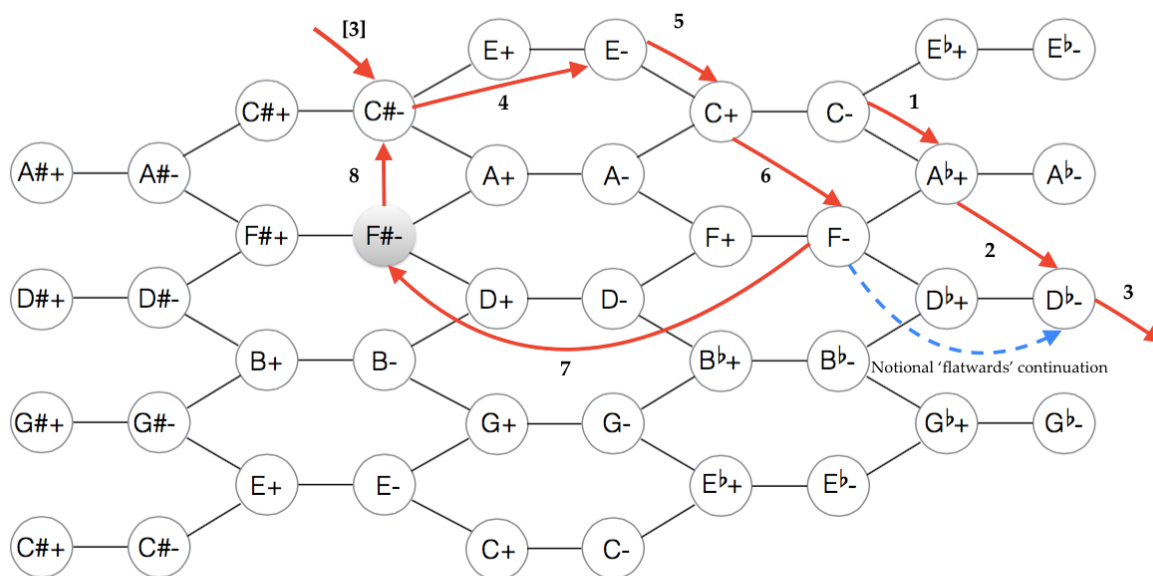 [3]
E+ E- 5 E♭+ E♭-
4
C#+ C#- C+ C- 1
A#+ A#- 8 A+ A- 6 A♭+ A♭-
F#+ F#- F+ F- 2
D#+ D#- D+ D- D♭+ D♭- 3
B+ B- 7 B♭+ B♭- Notional ‘flatwards’ continuation
G#+ G#- G+ G- G♭+ G♭-
E+ E- E♭+ E♭-
C#+ C#- C+ C-